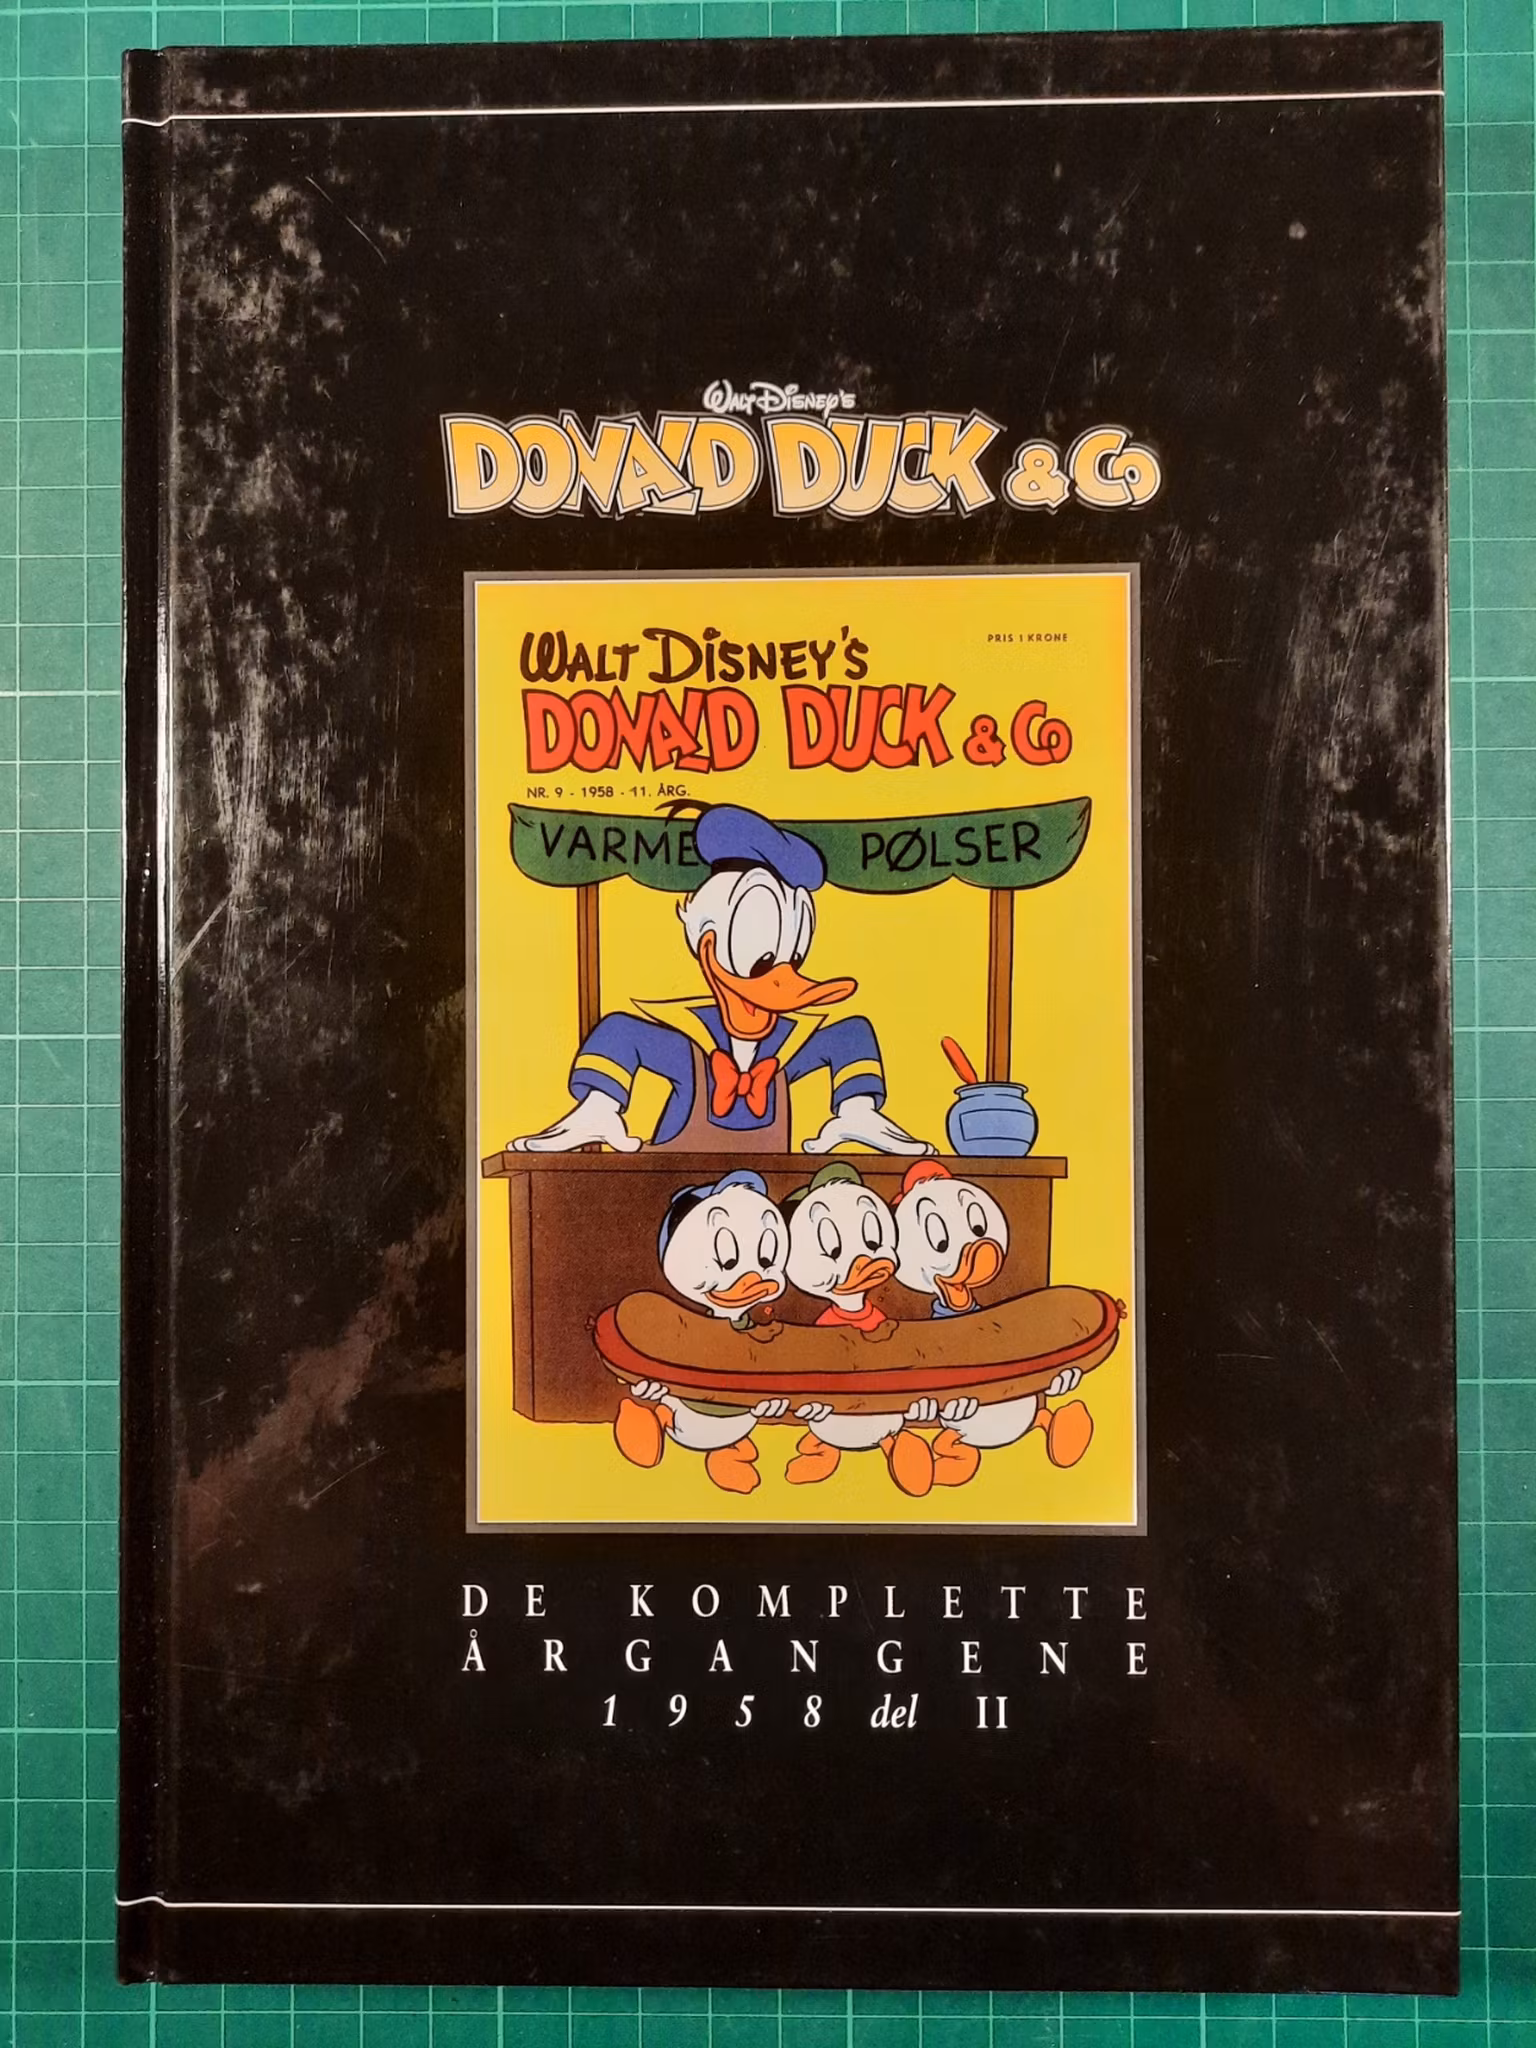 WALT DISNEY'S
DONALD DUCK & Co
WALT DISNEY'S
PRIS 1 KRONE
DONALD DUCK & Co
NR. 9 - 1958 - 11. ÅRG.
VARME PØLSER
DE KOMPLETTE
ÅRGANGENE
1958 del II